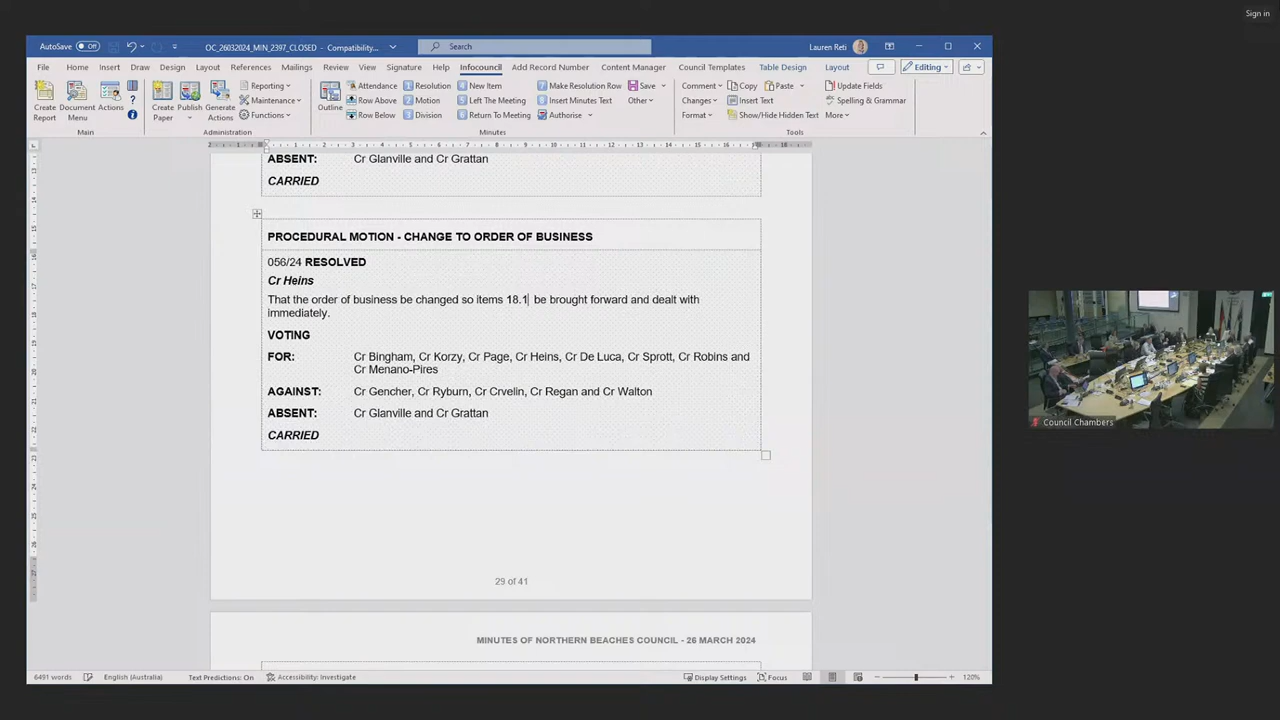 Sign in
AutoSave Off OC_26032024_MIN_2397_CLOSED - Compatibility... Search Lauren Reti
File Home Insert Draw Design Layout References Mailings Review View Signature Help Infocouncil Add Record Number Content Manager Council Templates Table Design Layout Editing
Create Report Document Menu Actions Create Paper Publish Generate Actions Reporting Maintenance Functions Outline
Attendance 1 Resolution 4 New Item 7 Make Resolution Row Save Comment Copy Paste Update Fields
Row Above 2 Motion 5 Left The Meeting 8 Insert Minutes Text Other Changes Insert Text Spelling & Grammar
Row Below 3 Division 6 Return To Meeting Authorise Format Show/Hide Hidden Text More
Main Administration Minutes Tools
ABSENT: Cr Glanville and Cr Grattan
CARRIED
PROCEDURAL MOTION - CHANGE TO ORDER OF BUSINESS
056/24 RESOLVED
Cr Heins
That the order of business be changed so items 18.1 be brought forward and dealt with
immediately.
VOTING
FOR: Cr Bingham, Cr Korzy, Cr Page, Cr Heins, Cr De Luca, Cr Sprott, Cr Robins and
Cr Menano-Pires
AGAINST: Cr Gencher, Cr Ryburn, Cr Crvelin, Cr Regan and Cr Walton
ABSENT: Cr Glanville and Cr Grattan
CARRIED
29 of 41
MINUTES OF NORTHERN BEACHES COUNCIL - 26 MARCH 2024
6491 words English (Australia) Text Predictions: On Accessibility: Investigate Display Settings Focus 120%
Council Chambers